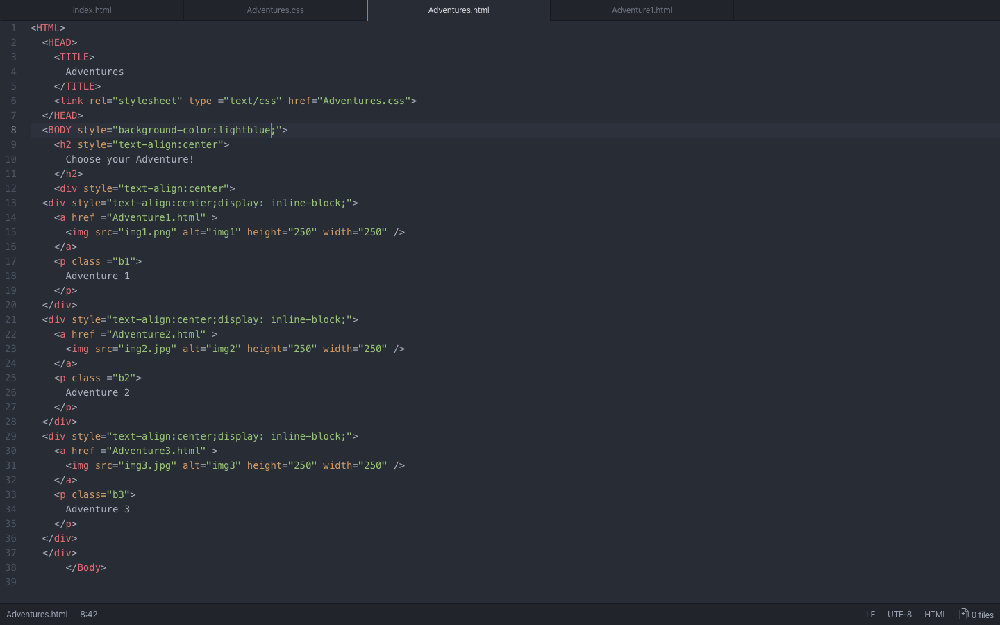 index.html Adventures.css Adventures.html Adventure1.html
1 <HTML>
2 <HEAD>
3 <TITLE>
4 Adventures
5 </TITLE>
6 <link rel="stylesheet" type ="text/css" href="Adventures.css">
7 </HEAD>
8 <BODY style="background-color:lightblue;">
9 <h2 style="text-align:center">
10 Choose your Adventure!
11 </h2>
12 <div style="text-align:center">
13 <div style="text-align:center;display: inline-block;">
14 <a href ="Adventure1.html" >
15 <img src="img1.png" alt="img1" height="250" width="250" />
16 </a>
17 <p class ="b1">
18 Adventure 1
19 </p>
20 </div>
21 <div style="text-align:center;display: inline-block;">
22 <a href ="Adventure2.html" >
23 <img src="img2.jpg" alt="img2" height="250" width="250" />
24 </a>
25 <p class ="b2">
26 Adventure 2
27 </p>
28 </div>
29 <div style="text-align:center;display: inline-block;">
30 <a href ="Adventure3.html" >
31 <img src="img3.jpg" alt="img3" height="250" width="250" />
32 </a>
33 <p class="b3">
34 Adventure 3
35 </p>
36 </div>
37 </div>
38 </Body>
39
Adventures.html 8:42 LF UTF-8 HTML 0 files